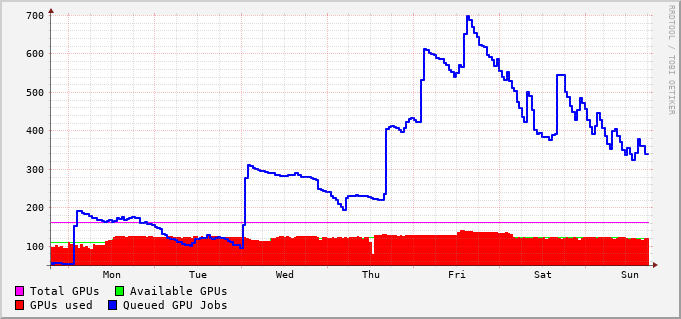 700
600
500
400
300
200
100
Mon Tue Wed Thu Fri Sat Sun
Total GPUs Available GPUs
GPUs used Queued GPU Jobs
RRDTOOL / TOBI OETIKER